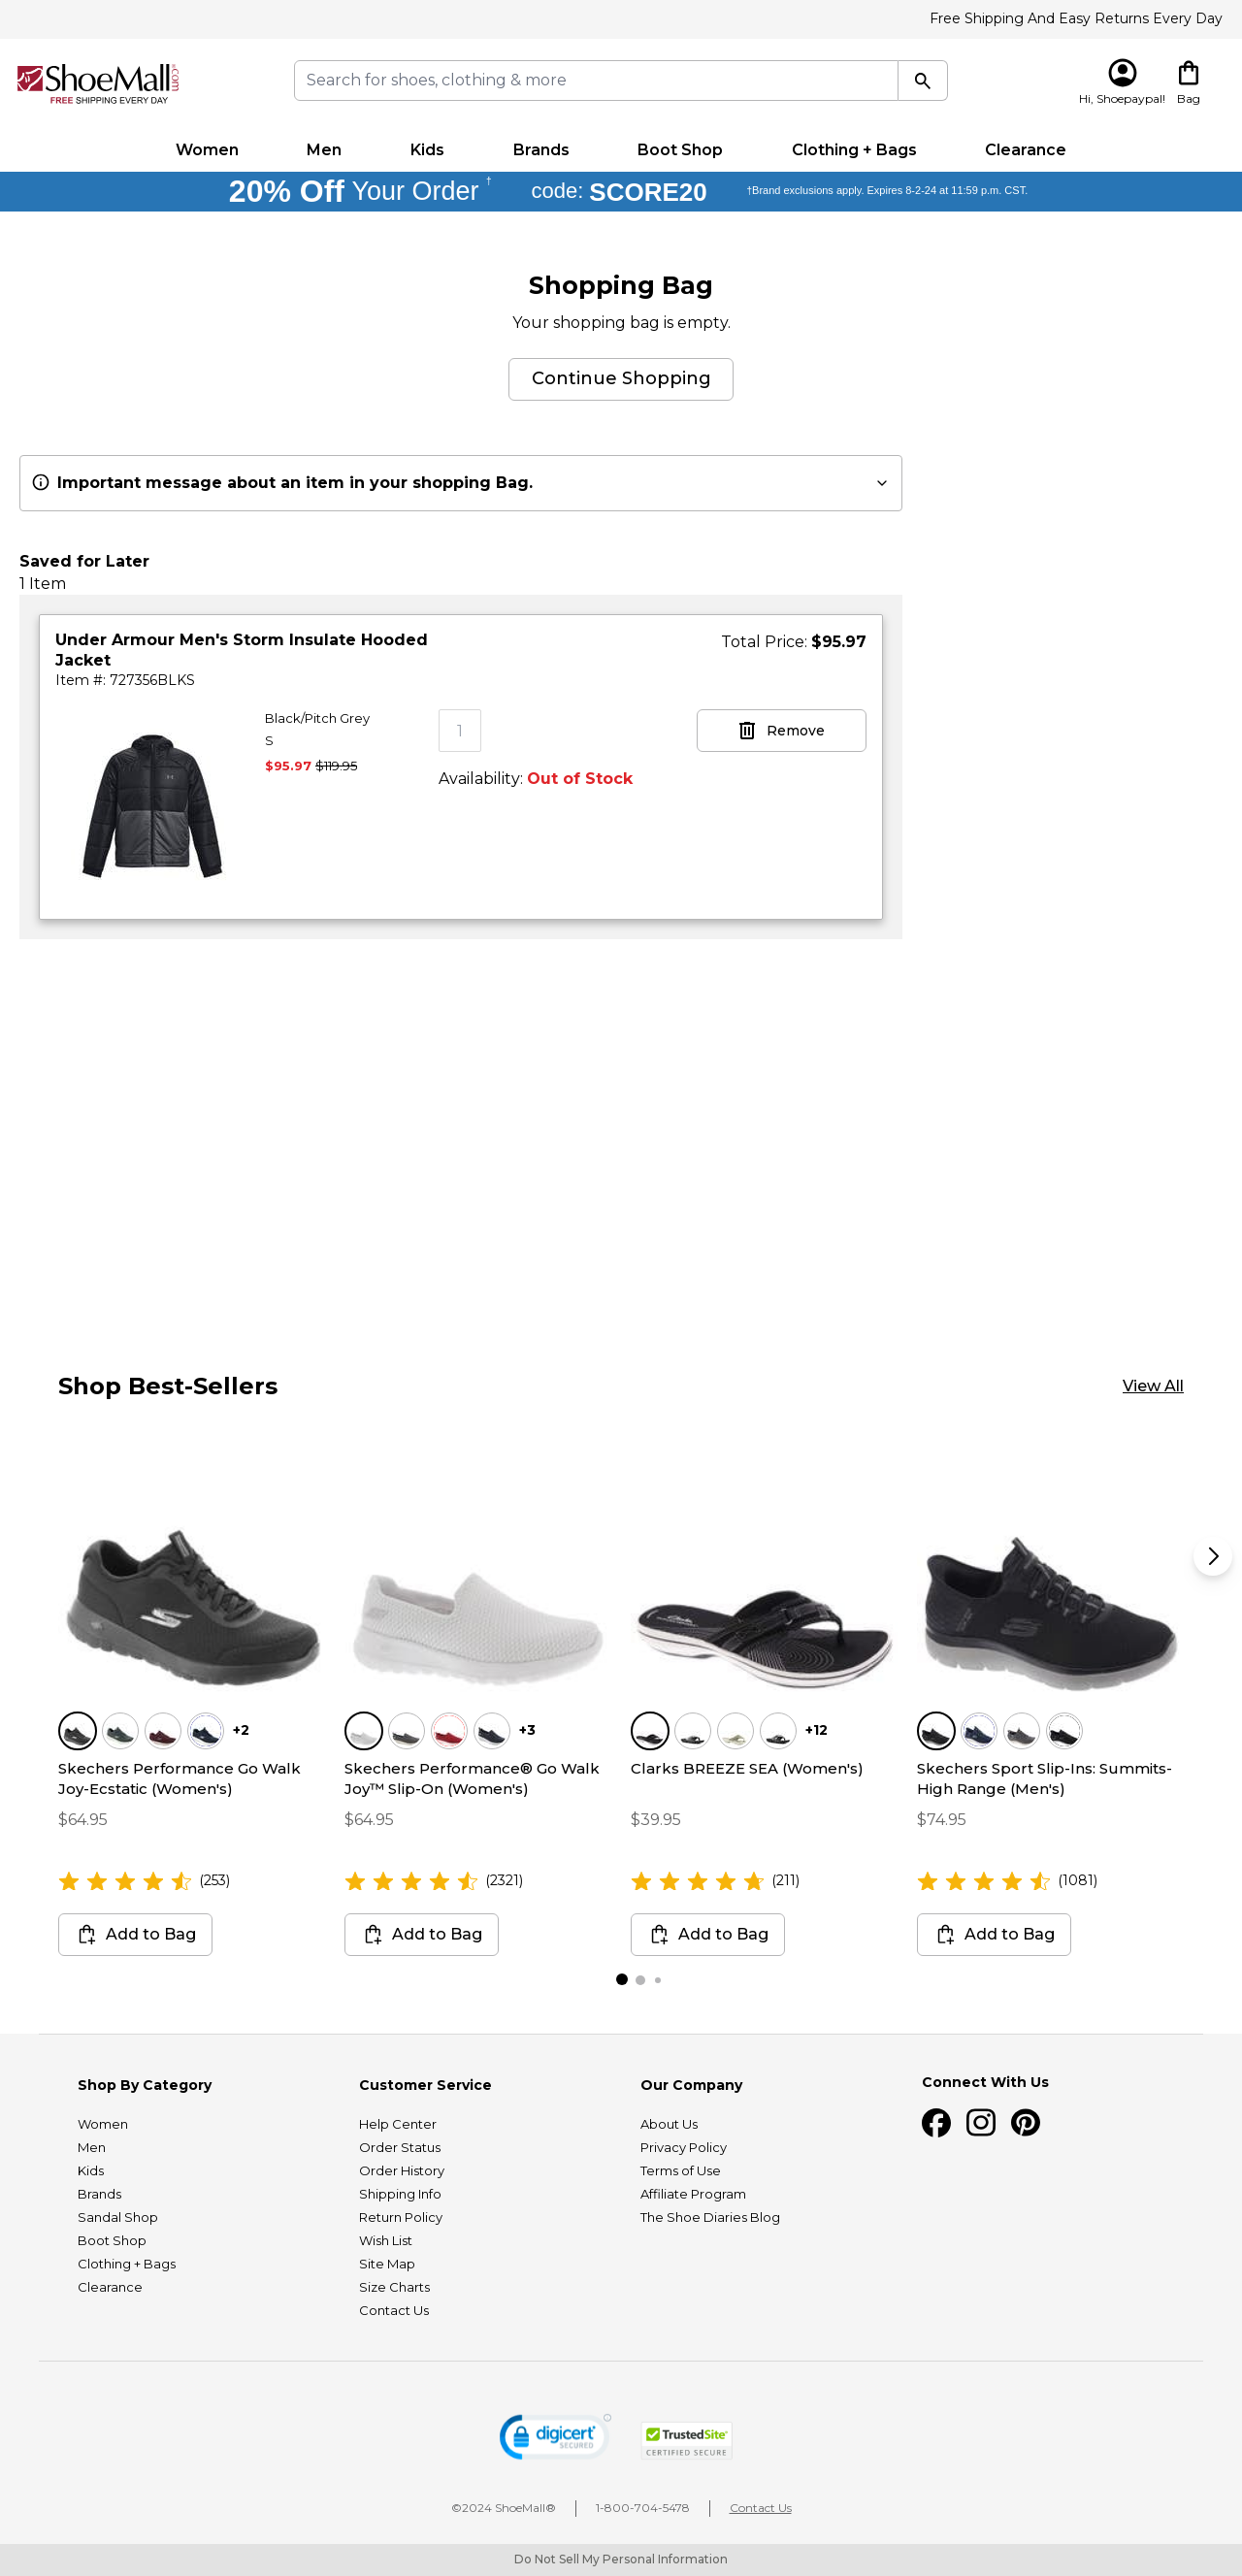 Free Shipping And Easy Returns Every Day
ShoeMall.com
FREE SHIPPING EVERY DAY
Search for shoes, clothing & more
Hi, Shoepaypal!
Bag
Women Men Kids Brands Boot Shop Clothing + Bags Clearance
20% Off Your Order † code: SCORE20 †Brand exclusions apply. Expires 8-2-24 at 11:59 p.m. CST.
Shopping Bag
Your shopping bag is empty.
Continue Shopping
Important message about an item in your shopping Bag.
Saved for Later
1 Item
Under Armour Men's Storm Insulate Hooded
Jacket
Total Price: $95.97
Item #: 727356BLKS
Black/Pitch Grey
S
$95.97 $119.95
1
Remove
Availability: Out of Stock
Shop Best-Sellers
View All
+2
Skechers Performance Go Walk
Joy-Ecstatic (Women's)
$64.95
(253)
Add to Bag
+3
Skechers Performance® Go Walk
Joy™ Slip-On (Women's)
$64.95
(2321)
Add to Bag
+12
Clarks BREEZE SEA (Women's)
$39.95
(211)
Add to Bag
Skechers Sport Slip-Ins: Summits-
High Range (Men's)
$74.95
(1081)
Add to Bag
Shop By Category
Women
Men
Kids
Brands
Sandal Shop
Boot Shop
Clothing + Bags
Clearance
Customer Service
Help Center
Order Status
Order History
Shipping Info
Return Policy
Wish List
Site Map
Size Charts
Contact Us
Our Company
About Us
Privacy Policy
Terms of Use
Affiliate Program
The Shoe Diaries Blog
Connect With Us
digicert
SECURED
TrustedSite
CERTIFIED SECURE
©2024 ShoeMall®
1-800-704-5478
Contact Us
Do Not Sell My Personal Information